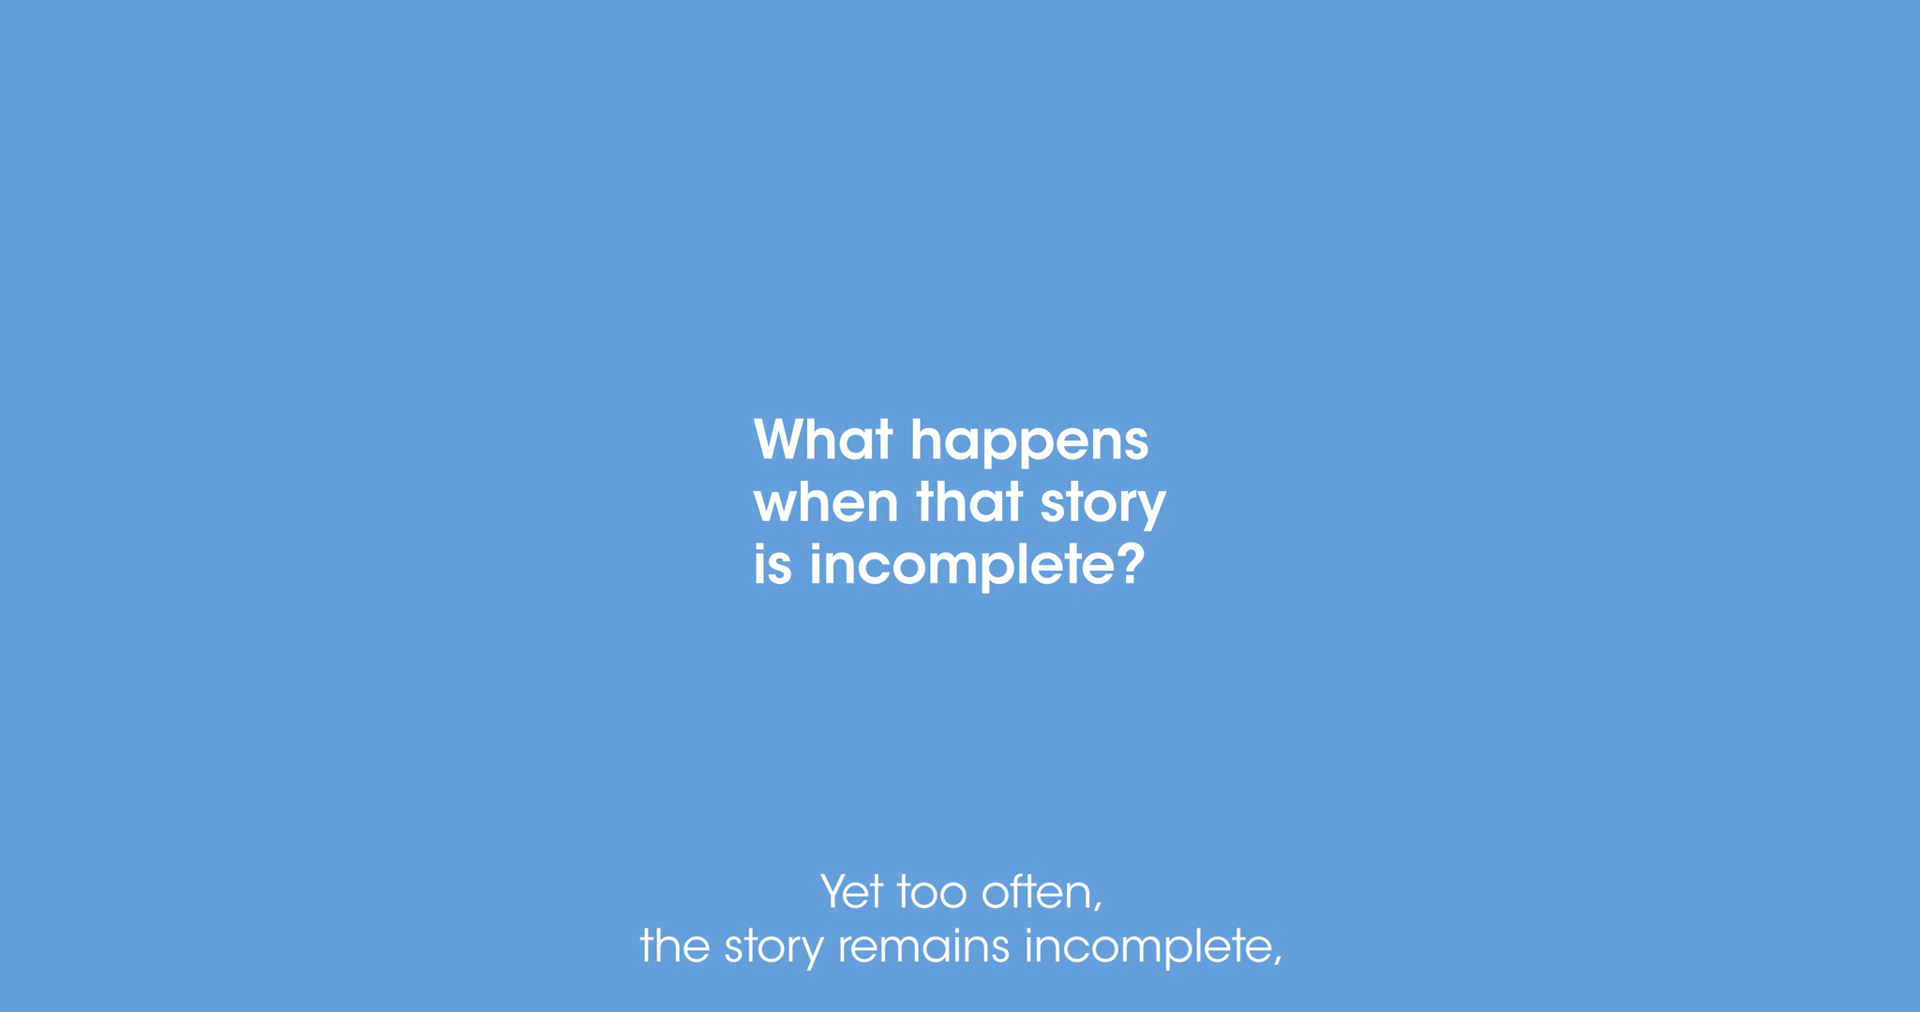 What happens
when that story
is incomplete?
Yet too often,
the story remains incomplete,